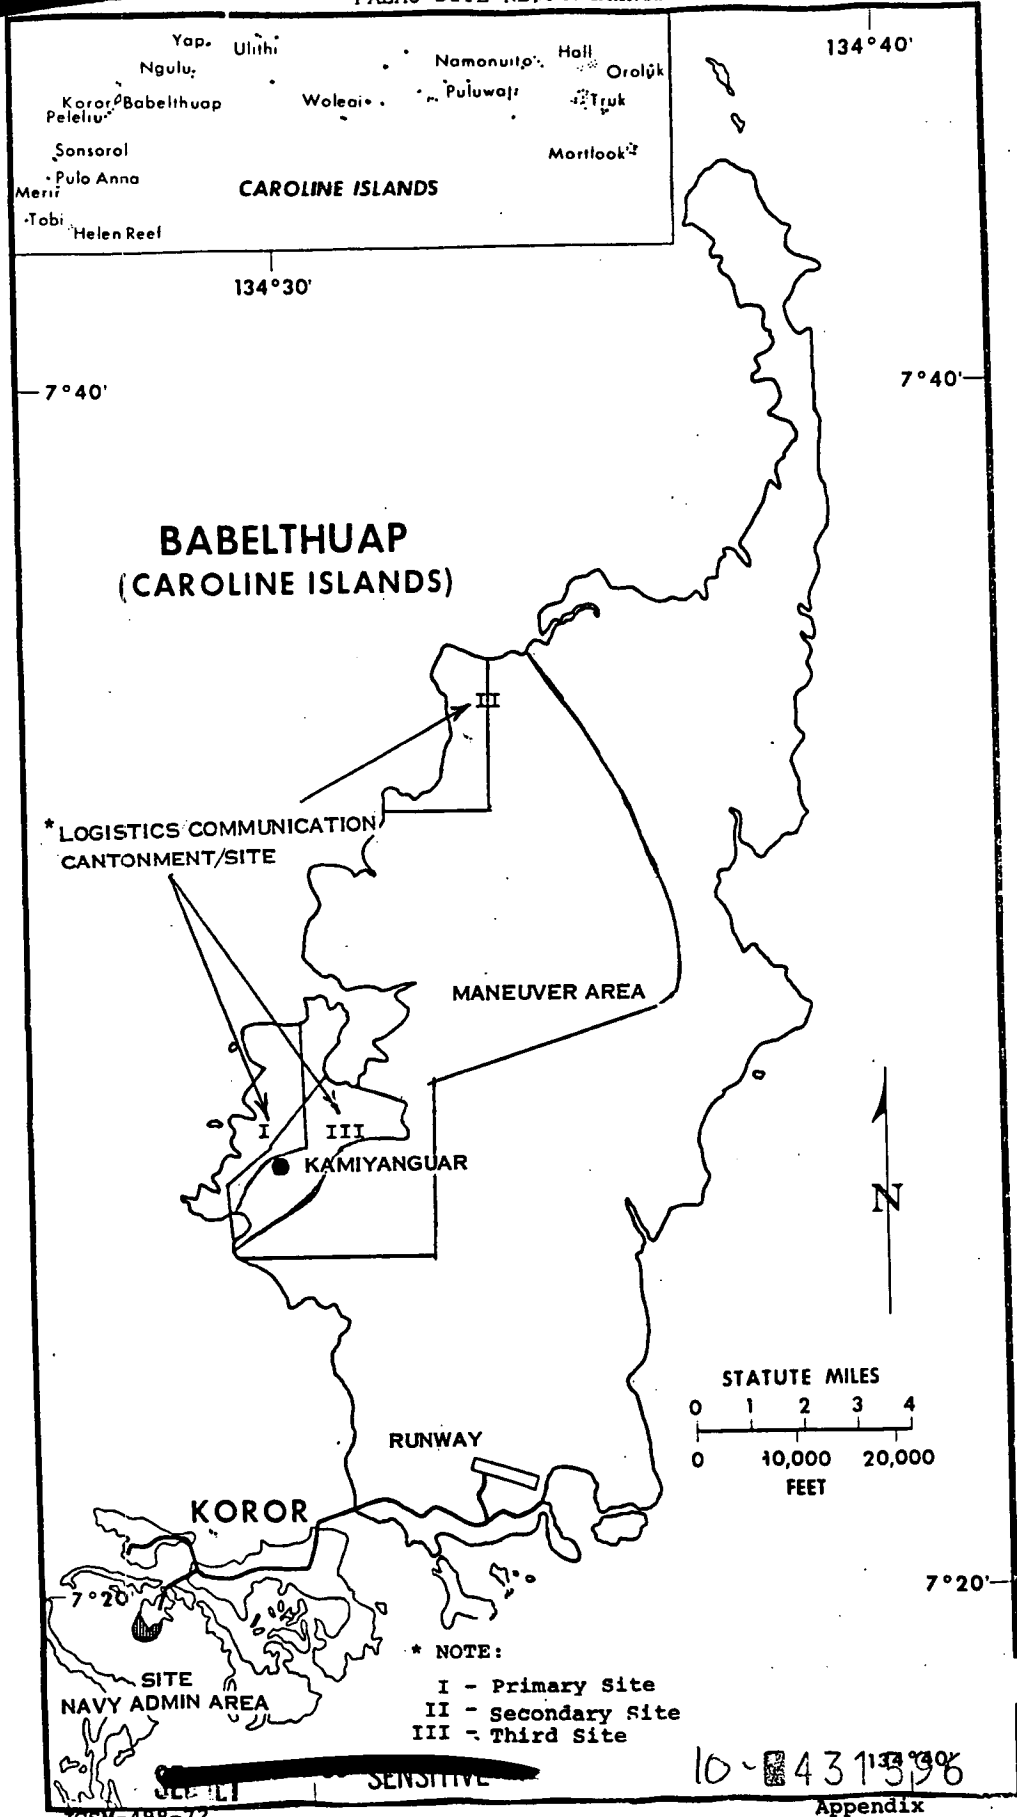 Yap
Ulithi
Ngulu
Koror
Babelthuap
Peleliu
Sonsorol
Pulo Anna
Merir
Tobi
Helen Reef
Woleai
Namonuito
Puluwat
Hall
Orolŭk
Truk
Mortlock
CAROLINE ISLANDS
134°40'
134°30'
7°40'
7°40'
BABELTHUAP
(CAROLINE ISLANDS)
II
* LOGISTICS COMMUNICATION
CANTONMENT/SITE
MANEUVER AREA
I
III
KAMIYANGUAR
N
STATUTE MILES
0 1 2 3 4
0 10,000 20,000
FEET
RUNWAY
KOROR
7°20'
7°20'
SITE
NAVY ADMIN AREA
* NOTE:
I - Primary Site
II - Secondary Site
III - Third Site
SENSITIVE
134°40'
Appendix